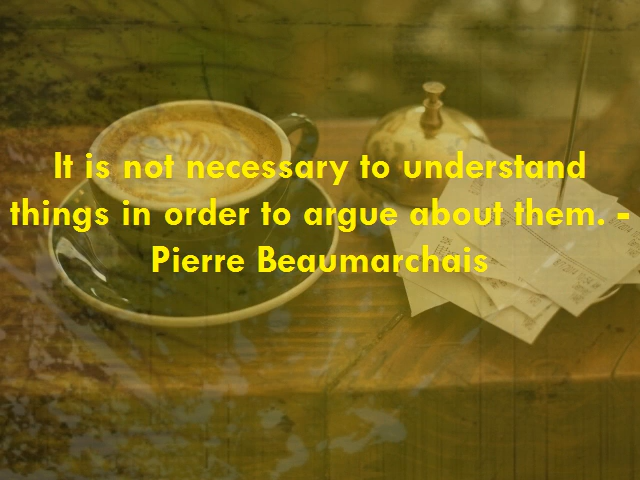 It is not necessary to understand
things in order to argue about them. -
Pierre Beaumarchais